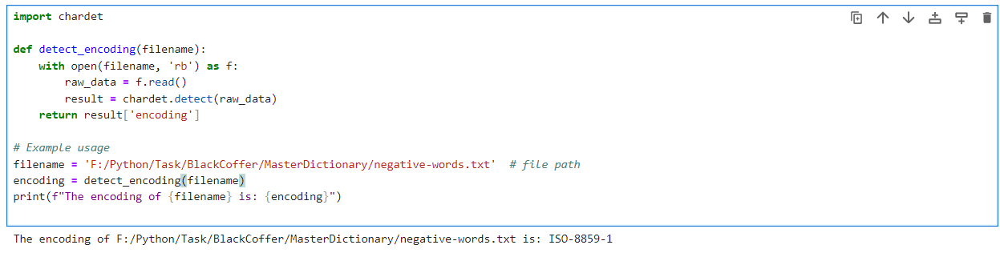 import chardet
def detect_encoding(filename):
    with open(filename, 'rb') as f:
        raw_data = f.read()
        result = chardet.detect(raw_data)
    return result['encoding']
# Example usage
filename = 'F:/Python/Task/BlackCoffer/MasterDictionary/negative-words.txt'  # file path
encoding = detect_encoding(filename)
print(f"The encoding of {filename} is: {encoding}")
The encoding of F:/Python/Task/BlackCoffer/MasterDictionary/negative-words.txt is: ISO-8859-1